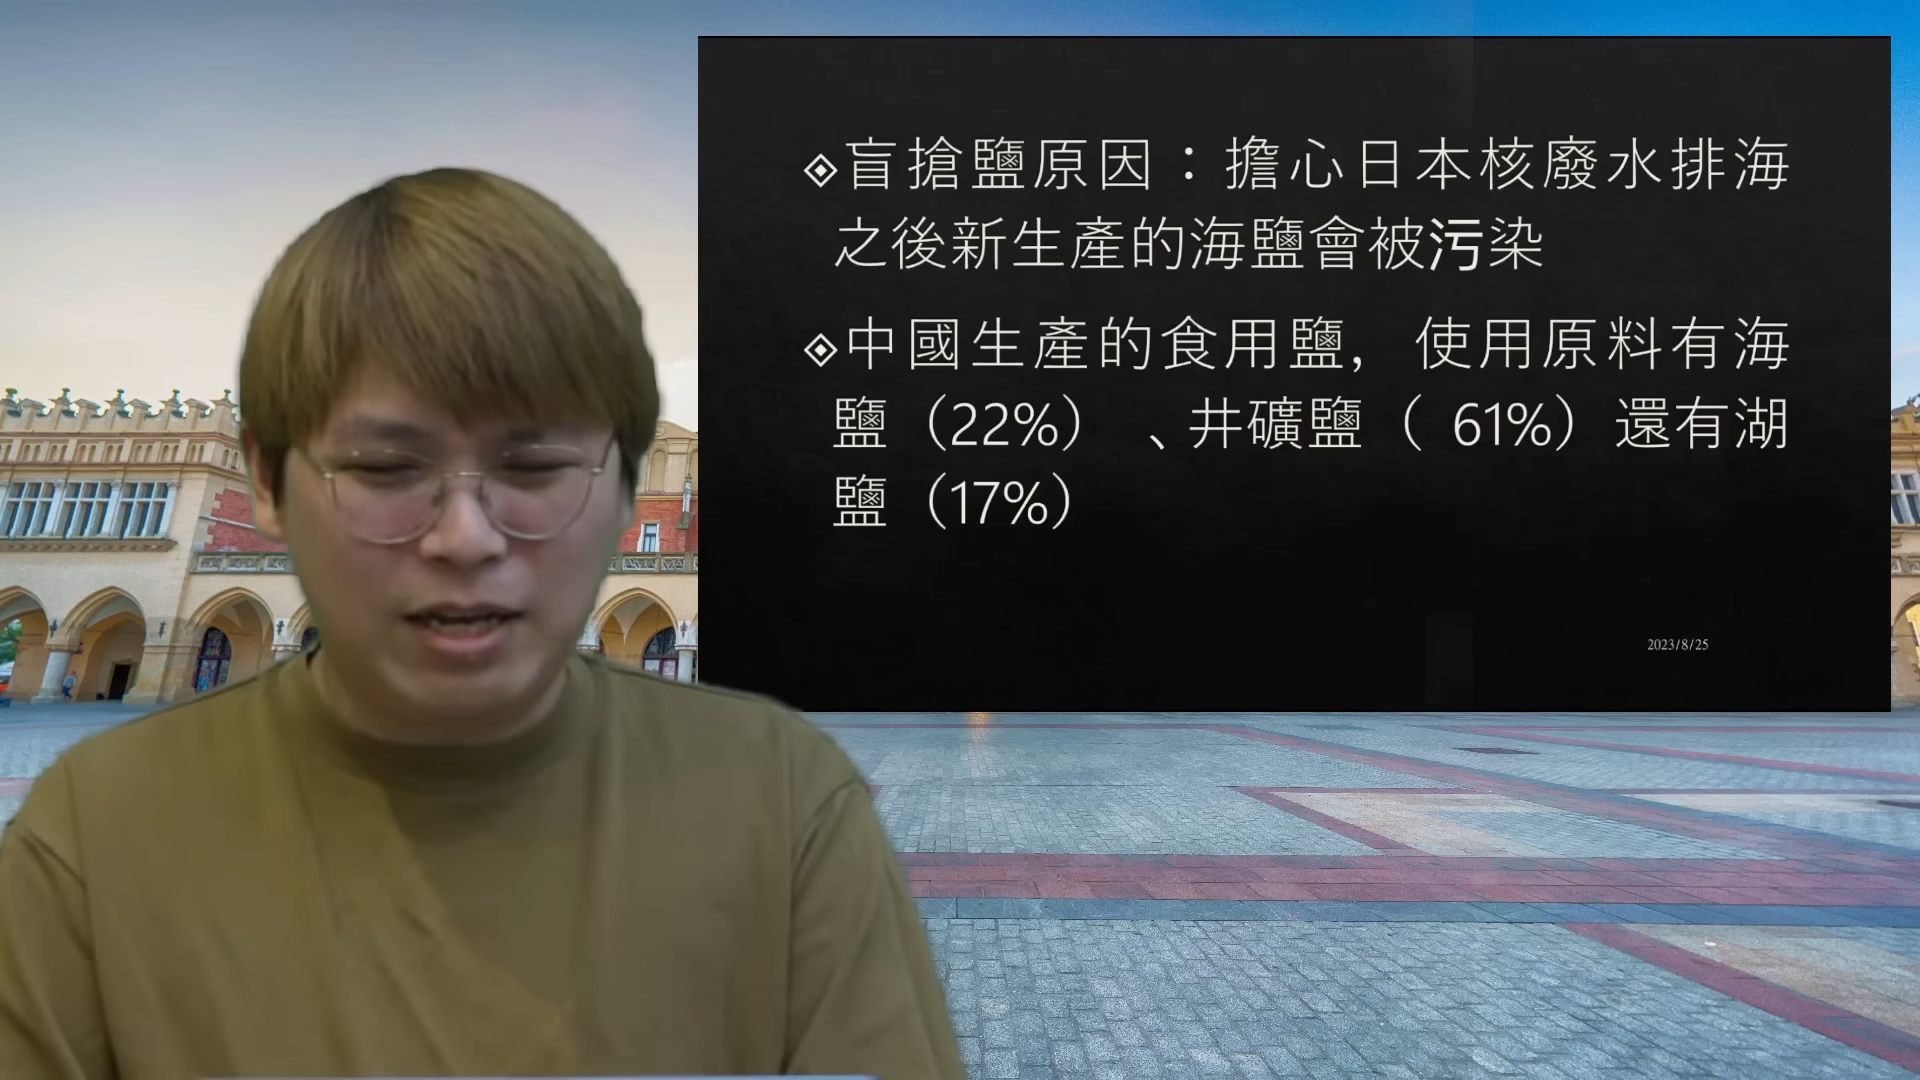 盲搶鹽原因：擔心日本核廢水排海
之後新生產的海鹽會被污染
中國生產的食用鹽，使用原料有海
鹽（22%）、井礦鹽（ 61%）還有湖
鹽（17%）
2023/8/25